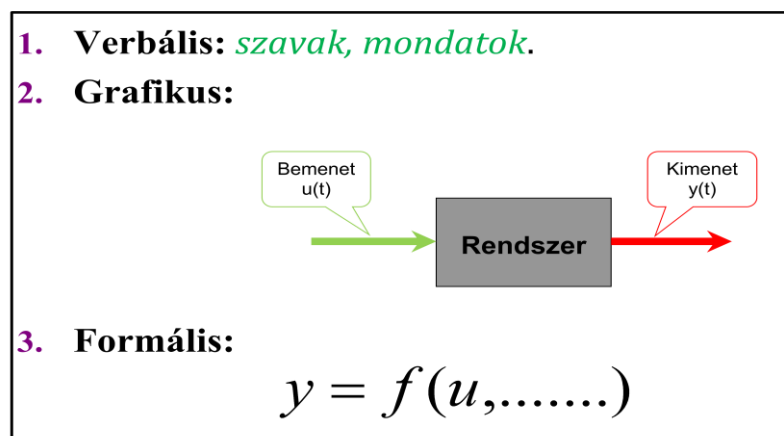 1. Verbális: szavak, mondatok.
2. Grafikus:
Bemenet
u(t)
Kimenet
y(t)
Rendszer
3. Formális:
y = f(u,.......)